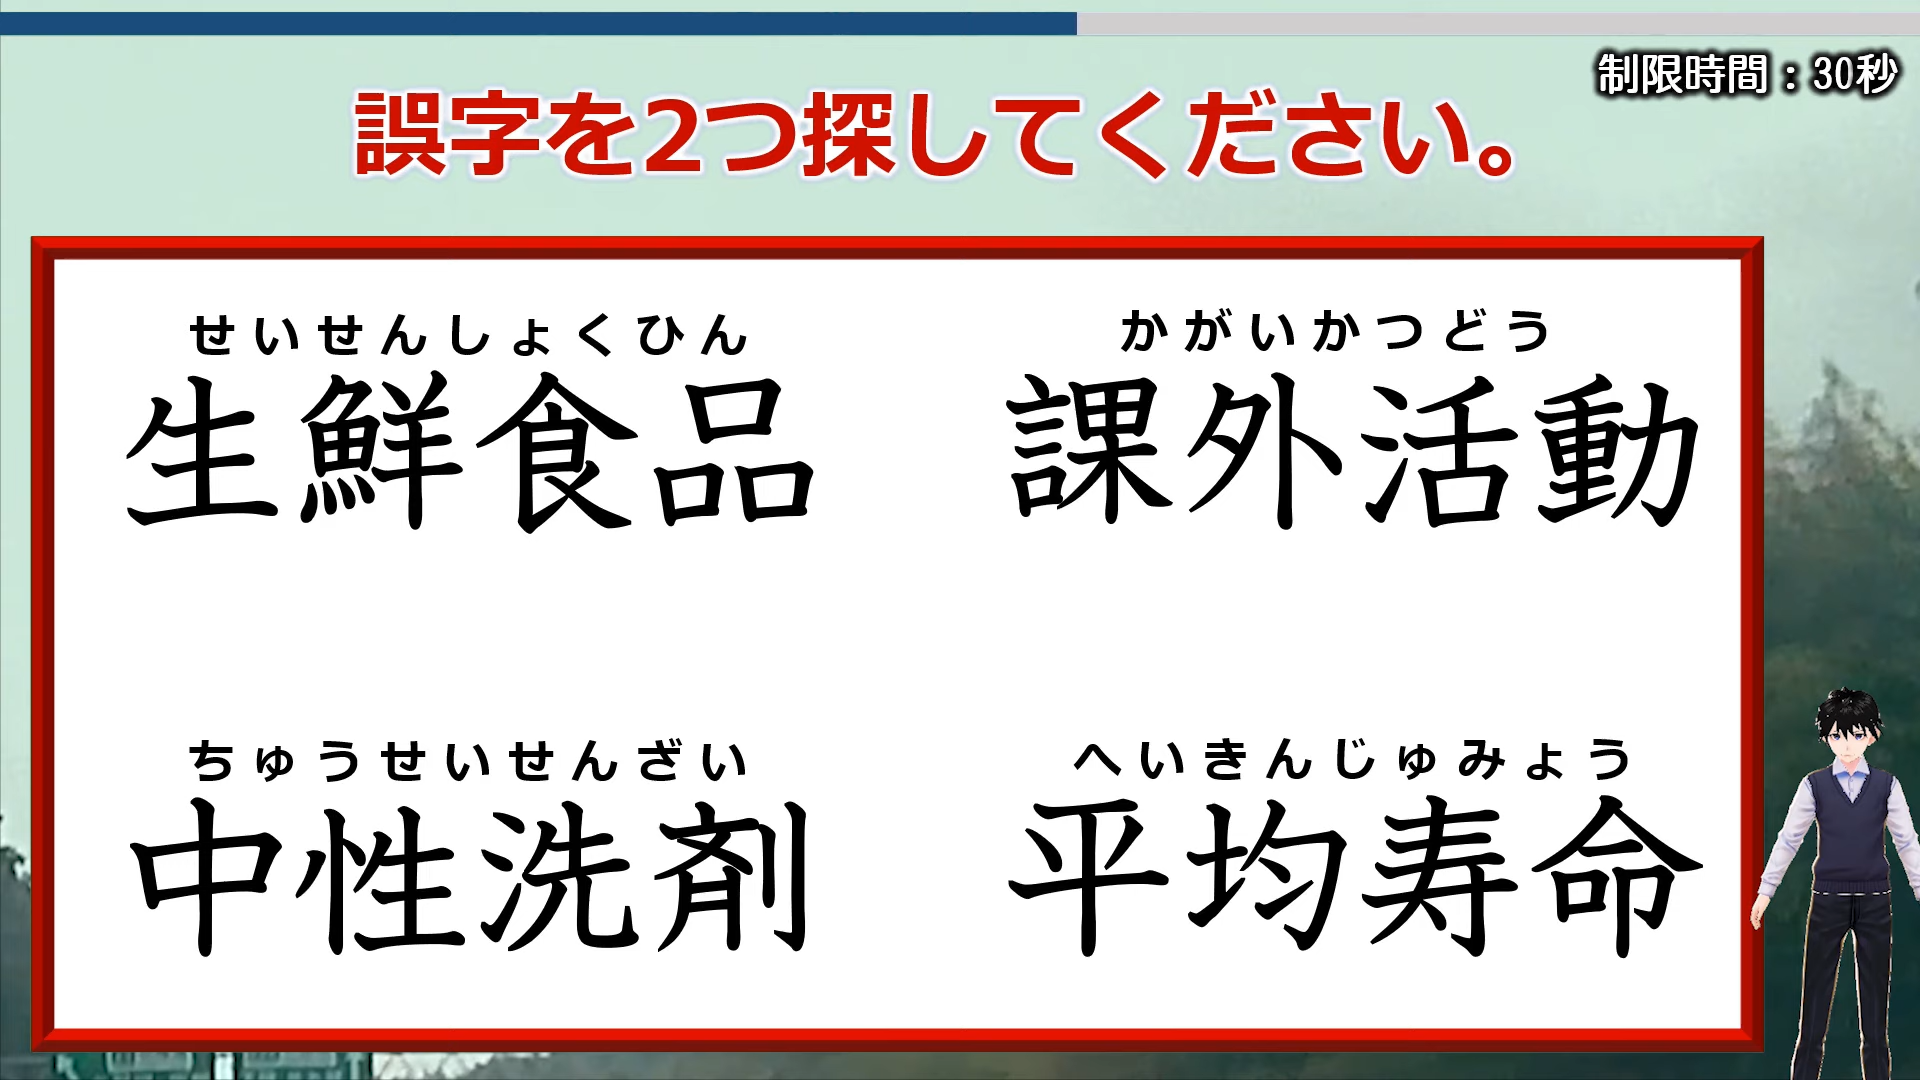 制限時間：30秒
誤字を2つ探してください。
せいせんしょくひん
生鮮食品
かがいかつどう
課外活動
ちゅうせいせんざい
中性洗剤
へいきんじゅみょう
平均寿命